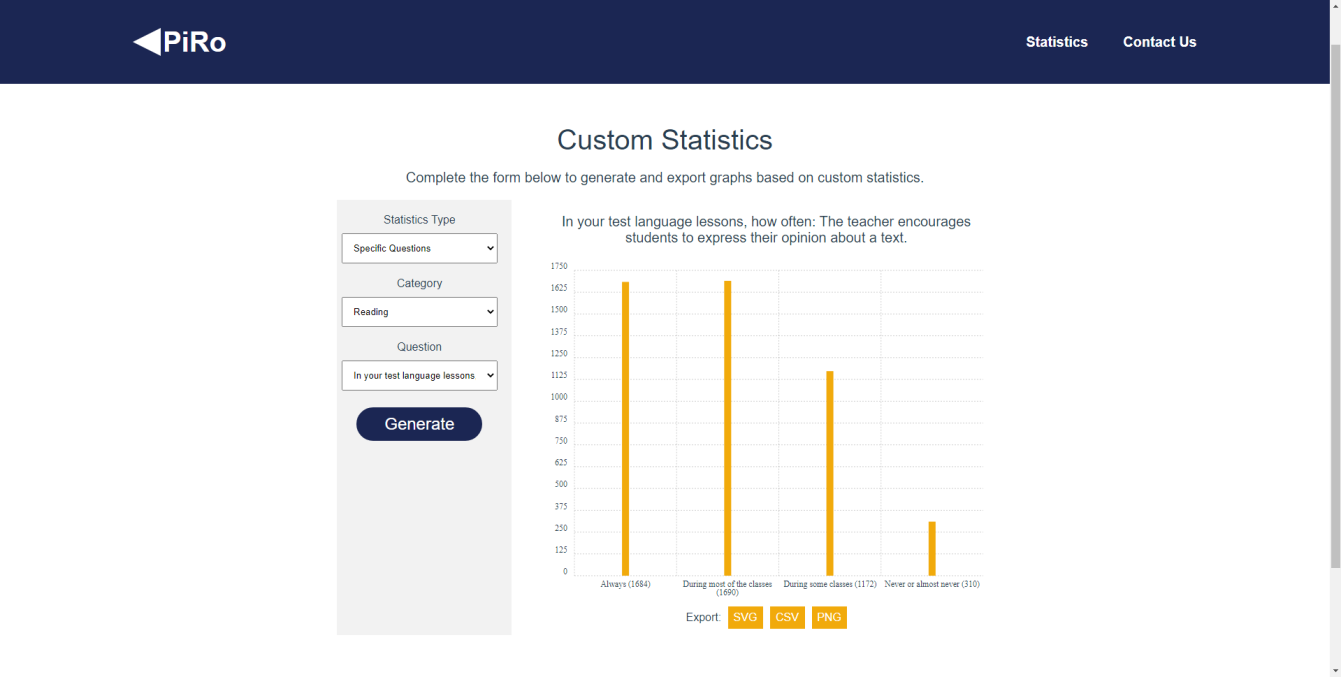 PiRo
Statistics
Contact Us
Custom Statistics
Complete the form below to generate and export graphs based on custom statistics.
Statistics Type
Specific Questions
Category
Reading
Question
In your test language lessons
Generate
In your test language lessons, how often: The teacher encourages
students to express their opinion about a text.
1750
1625
1500
1375
1250
1125
1000
875
750
625
500
375
250
125
0
Always (1684)
During most of the classes
(1690)
During some classes (1172)
Never or almost never (310)
Export:
SVG
CSV
PNG